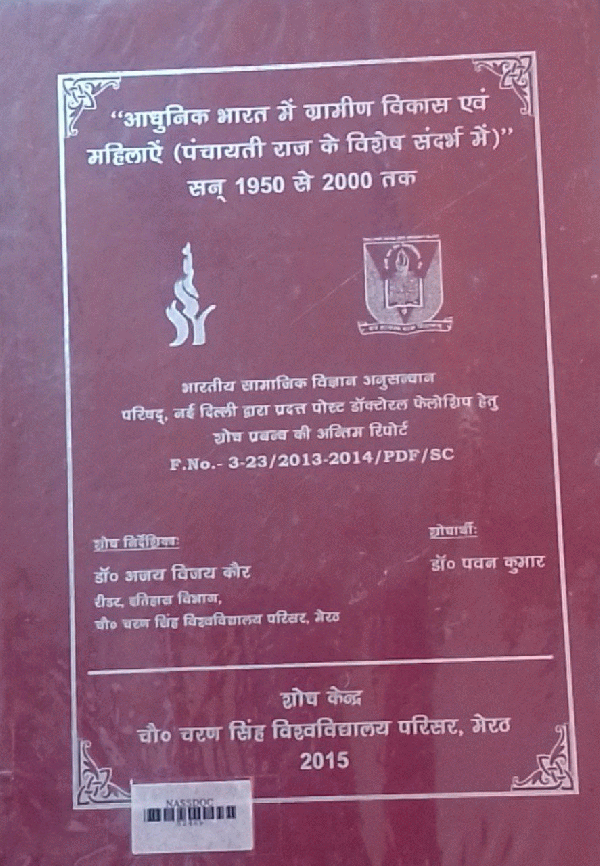 “आधुनिक भारत में ग्रामीण विकास एवं
महिलाऐं (पंचायती राज के विशेष संदर्भ में)”
सन् 1950 से 2000 तक
भारतीय सामाजिक विज्ञान अनुसन्धान
परिषद्, नई दिल्ली द्वारा प्रदत्त पोस्ट डॉक्टोरल फेलोशिप हेतु
शोध प्रबन्ध की अन्तिम रिपोर्ट
F.No.- 3-23/2013-2014/PDF/SC
शोध निर्देशिकाः
डॉ० अजय विजय कौर
रीडर, इतिहास विभाग,
चौ० चरण सिंह विश्वविद्यालय परिसर, मेरठ
शोधार्थीः
डॉ० पवन कुमार
शोध केन्द्र
चौ० चरण सिंह विश्वविद्यालय परिसर, मेरठ
2015
NASSDOC